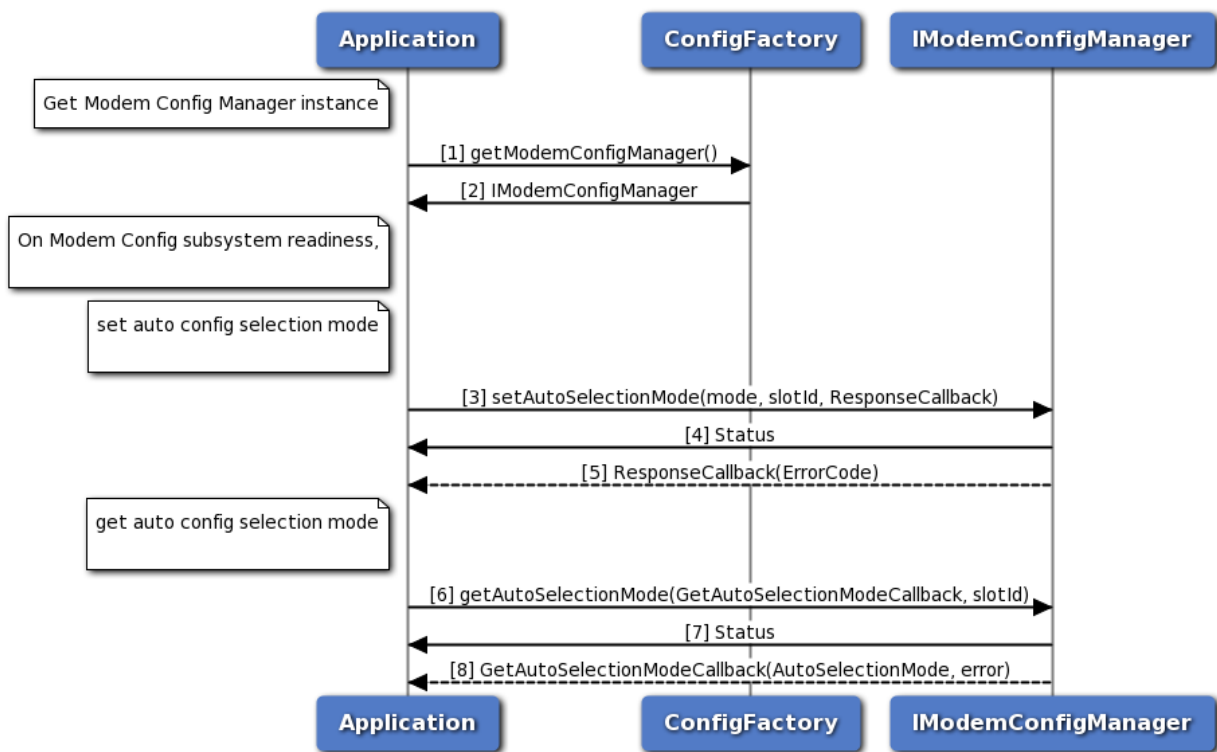 Application
ConfigFactory
IModemConfigManager
Get Modem Config Manager instance
[1] getModemConfigManager()
[2] IModemConfigManager
On Modem Config subsystem readiness,
set auto config selection mode
[3] setAutoSelectionMode(mode, slotId, ResponseCallback)
[4] Status
[5] ResponseCallback(ErrorCode)
get auto config selection mode
[6] getAutoSelectionMode(GetAutoSelectionModeCallback, slotId)
[7] Status
[8] GetAutoSelectionModeCallback(AutoSelectionMode, error)
Application
ConfigFactory
IModemConfigManager